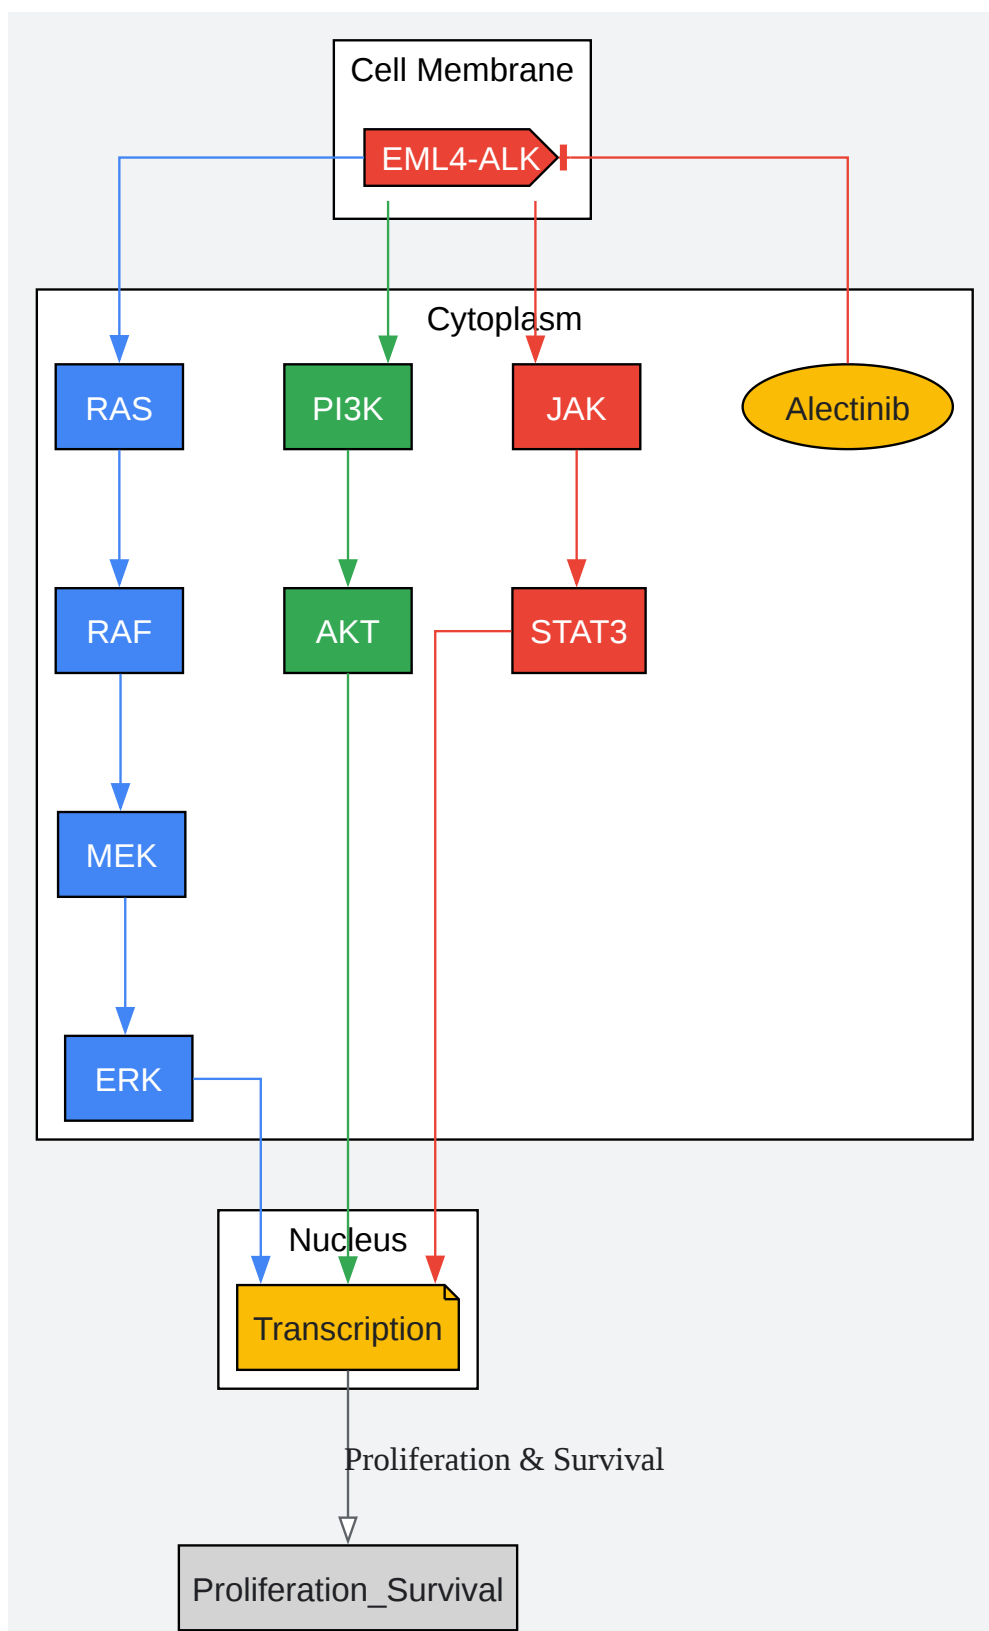 Cell Membrane
EML4-ALK
Cytoplasm
RAS
PI3K
JAK
Alectinib
RAF
AKT
STAT3
MEK
ERK
Nucleus
Transcription
Proliferation & Survival
Proliferation_Survival